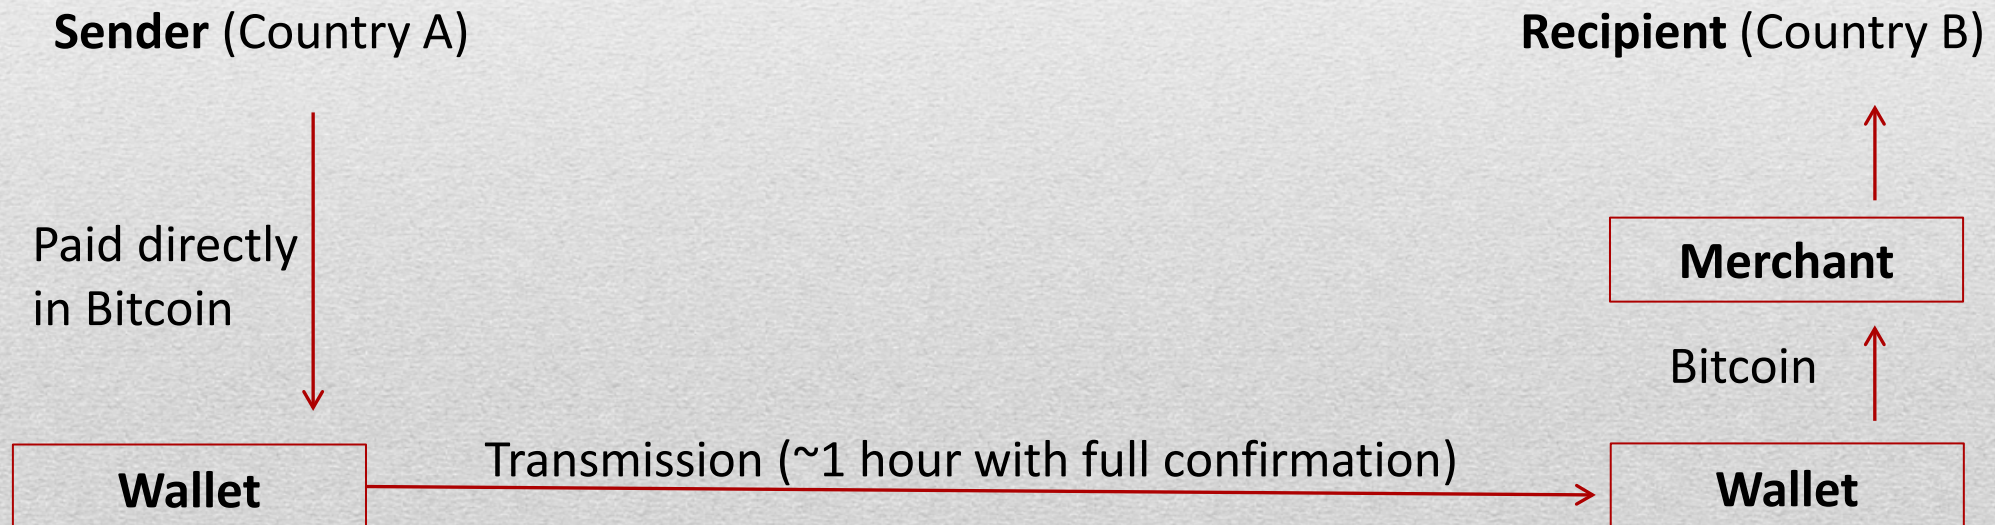 Sender (Country A)
Recipient (Country B)
Paid directly
in Bitcoin
Merchant
Bitcoin
Transmission (~1 hour with full confirmation)
Wallet
Wallet